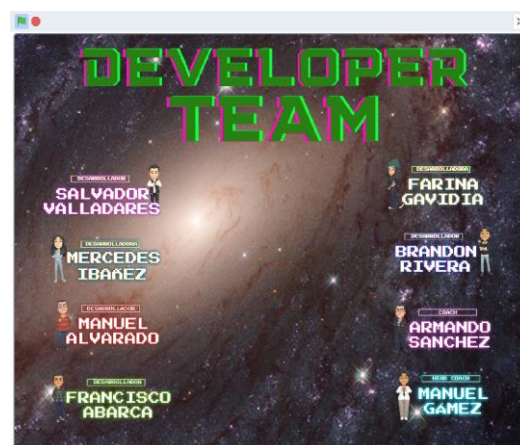 DEVELOPER
TEAM
DESARROLLADOR
SALVADOR
VALLADARES
DESARROLLADORA
MERCEDES
IBAÑEZ
DESARROLLADOR
MANUEL
ALVARADO
DESARROLLADOR
FRANCISCO
ABARCA
DESARROLLADORA
FARINA
GAVIDIA
DESARROLLADOR
BRANDON
RIVERA
COACH
ARMANDO
SANCHEZ
HEAD COACH
MANUEL
GÁMEZ